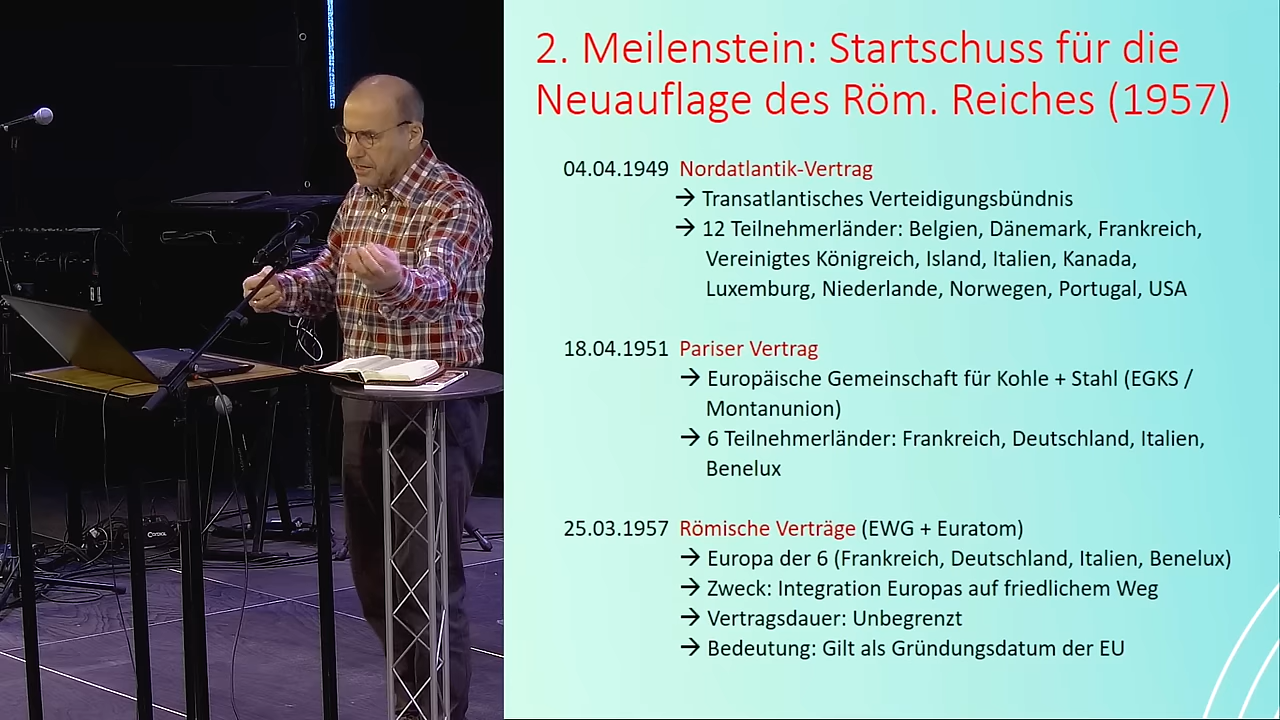 2. Meilenstein: Startschuss für die
Neuauflage des Röm. Reiches (1957)
04.04.1949 Nordatlantik-Vertrag
→ Transatlantisches Verteidigungsbündnis
→ 12 Teilnehmerländer: Belgien, Dänemark, Frankreich,
Vereinigtes Königreich, Island, Italien, Kanada,
Luxemburg, Niederlande, Norwegen, Portugal, USA
18.04.1951 Pariser Vertrag
→ Europäische Gemeinschaft für Kohle + Stahl (EGKS /
Montanunion)
→ 6 Teilnehmerländer: Frankreich, Deutschland, Italien,
Benelux
25.03.1957 Römische Verträge (EWG + Euratom)
→ Europa der 6 (Frankreich, Deutschland, Italien, Benelux)
→ Zweck: Integration Europas auf friedlichem Weg
→ Vertragsdauer: Unbegrenzt
→ Bedeutung: Gilt als Gründungsdatum der EU